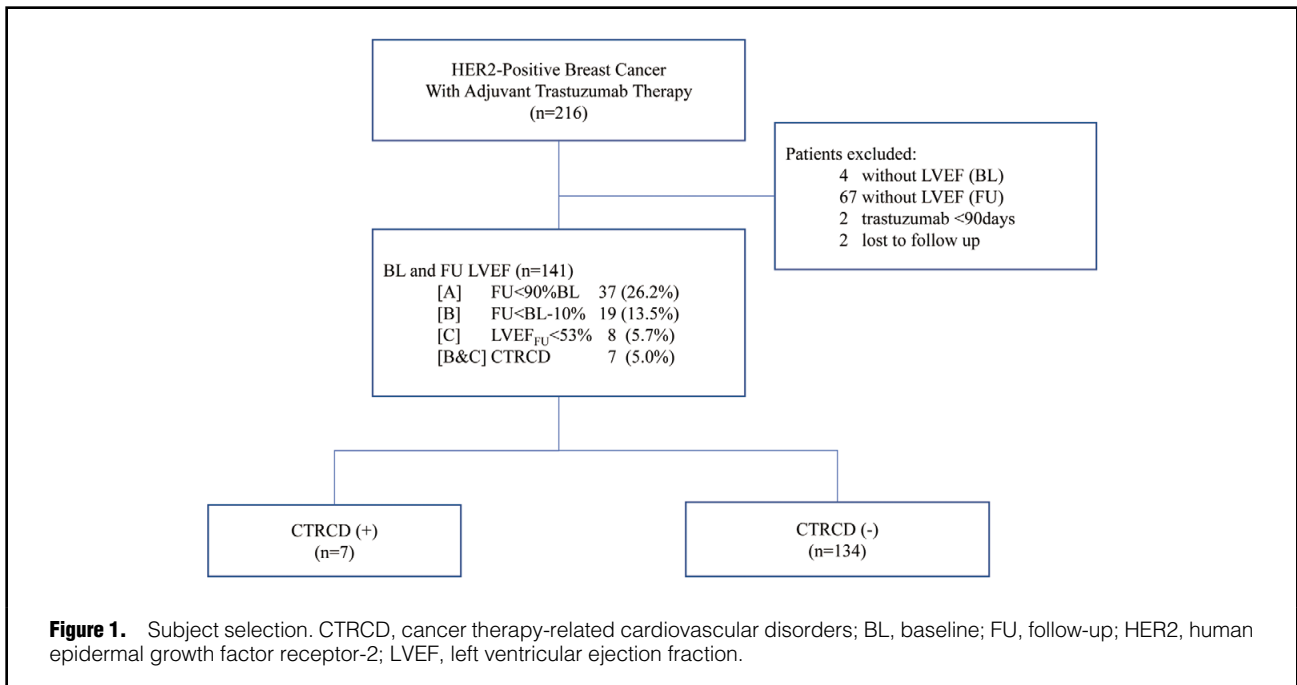 HER2-Positive Breast Cancer
With Adjuvant Trastuzumab Therapy
(n=216)
Patients excluded:
4 without LVEF (BL)
67 without LVEF (FU)
2 trastuzumab <90days
2 lost to follow up
BL and FU LVEF (n=141)
[A] FU<90%BL 37 (26.2%)
[B] FU<BL-10% 19 (13.5%)
[C] LVEFFU<53% 8 (5.7%)
[B&C] CTRCD 7 (5.0%)
CTRCD (+)
(n=7)
CTRCD (-)
(n=134)
Figure 1. Subject selection. CTRCD, cancer therapy-related cardiovascular disorders; BL, baseline; FU, follow-up; HER2, human
epidermal growth factor receptor-2; LVEF, left ventricular ejection fraction.